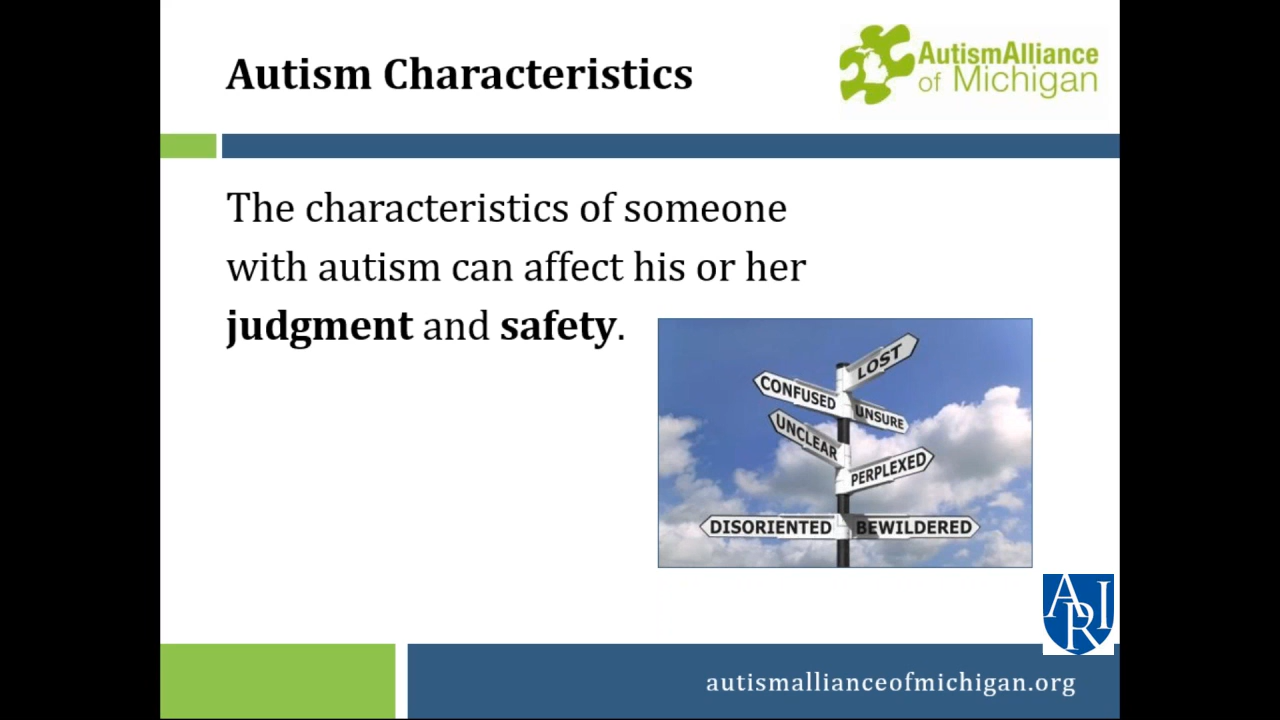 Autism Characteristics
AutismAlliance
of Michigan
The characteristics of someone
with autism can affect his or her
judgment and safety.
LOST
CONFUSED
UNSURE
UNCLEAR
PERPLEXED
DISORIENTED
BEWILDERED
ARI
autismallianceofmichigan.org